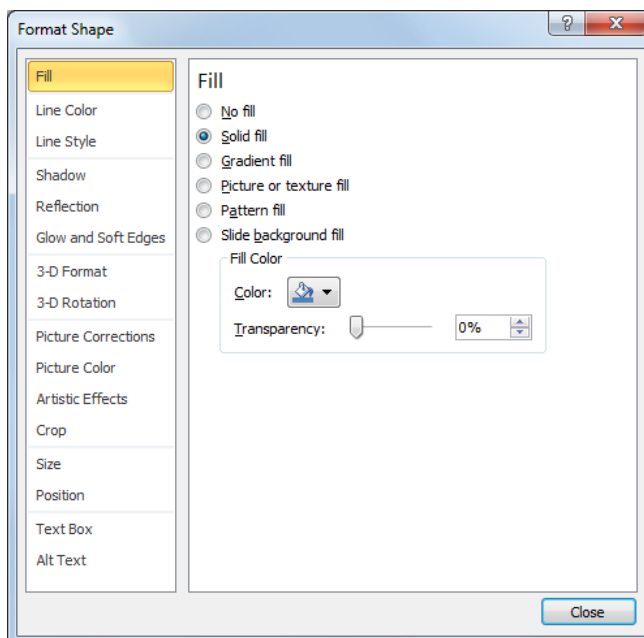 Format Shape
?
Fill
Line Color
Line Style
Shadow
Reflection
Glow and Soft Edges
3-D Format
3-D Rotation
Picture Corrections
Picture Color
Artistic Effects
Crop
Size
Position
Text Box
Alt Text
Fill
No fill
Solid fill
Gradient fill
Picture or texture fill
Pattern fill
Slide background fill
Fill Color
Color:
Transparency: 0%
Close